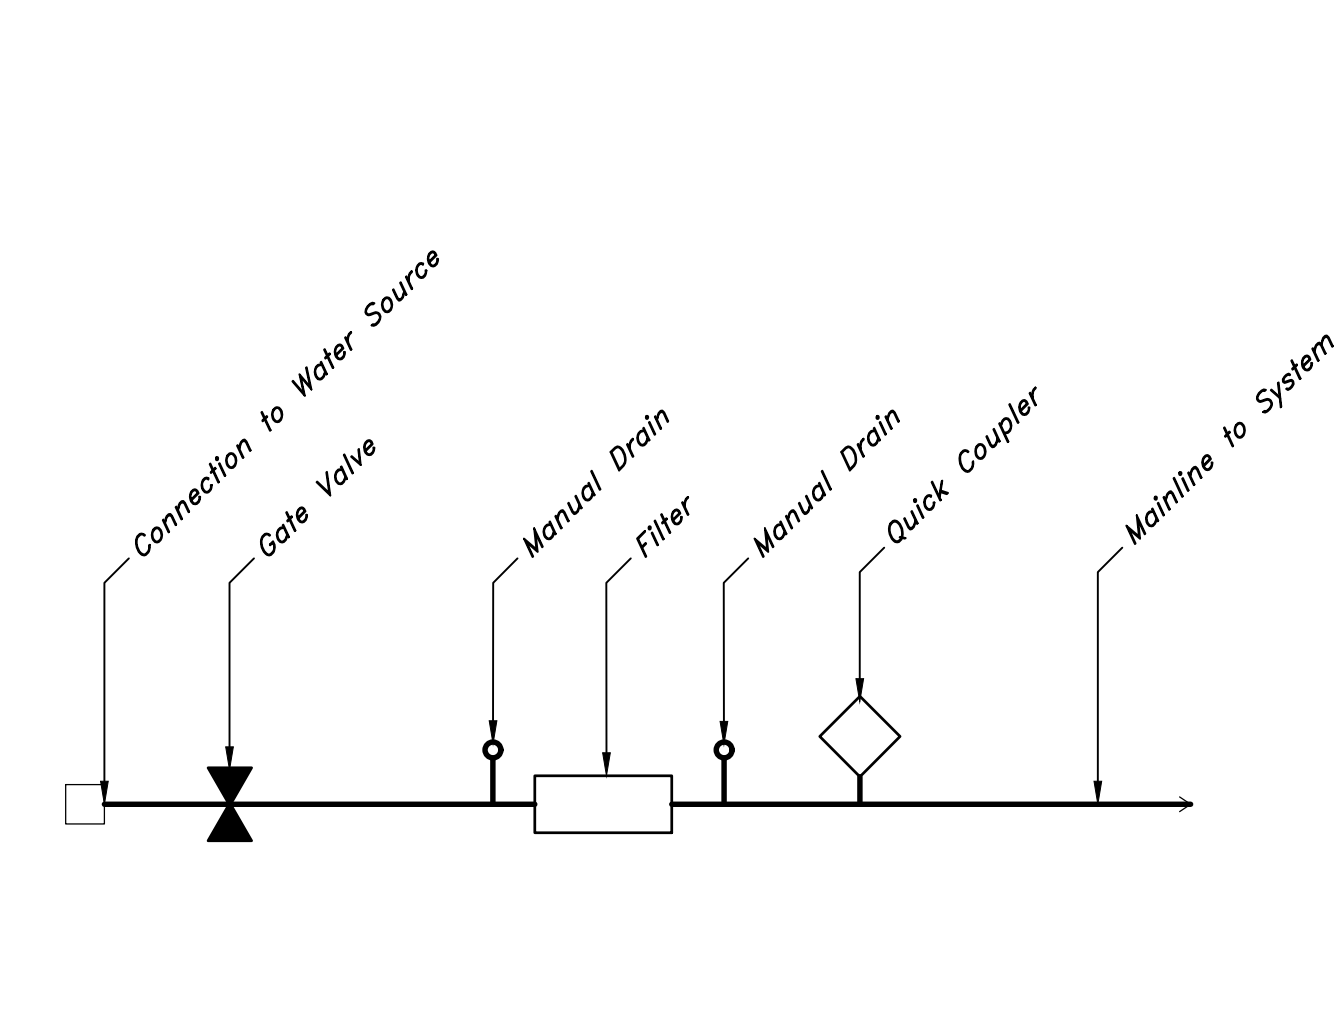 Connection to Water Source
Gate Valve
Manual Drain
Filter
Manual Drain
Quick Coupler
Mainline to System